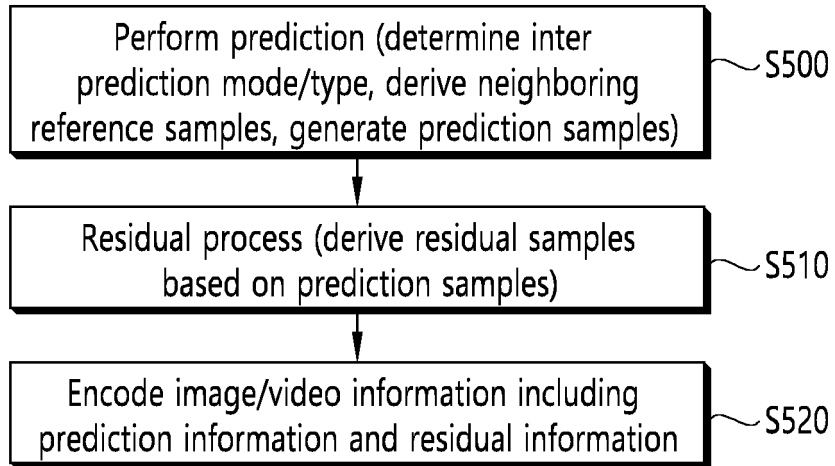 Perform prediction (determine inter
prediction mode/type, derive neighboring
reference samples, generate prediction samples)
S500
Residual process (derive residual samples
based on prediction samples)
S510
Encode image/video information including
prediction information and residual information
S520